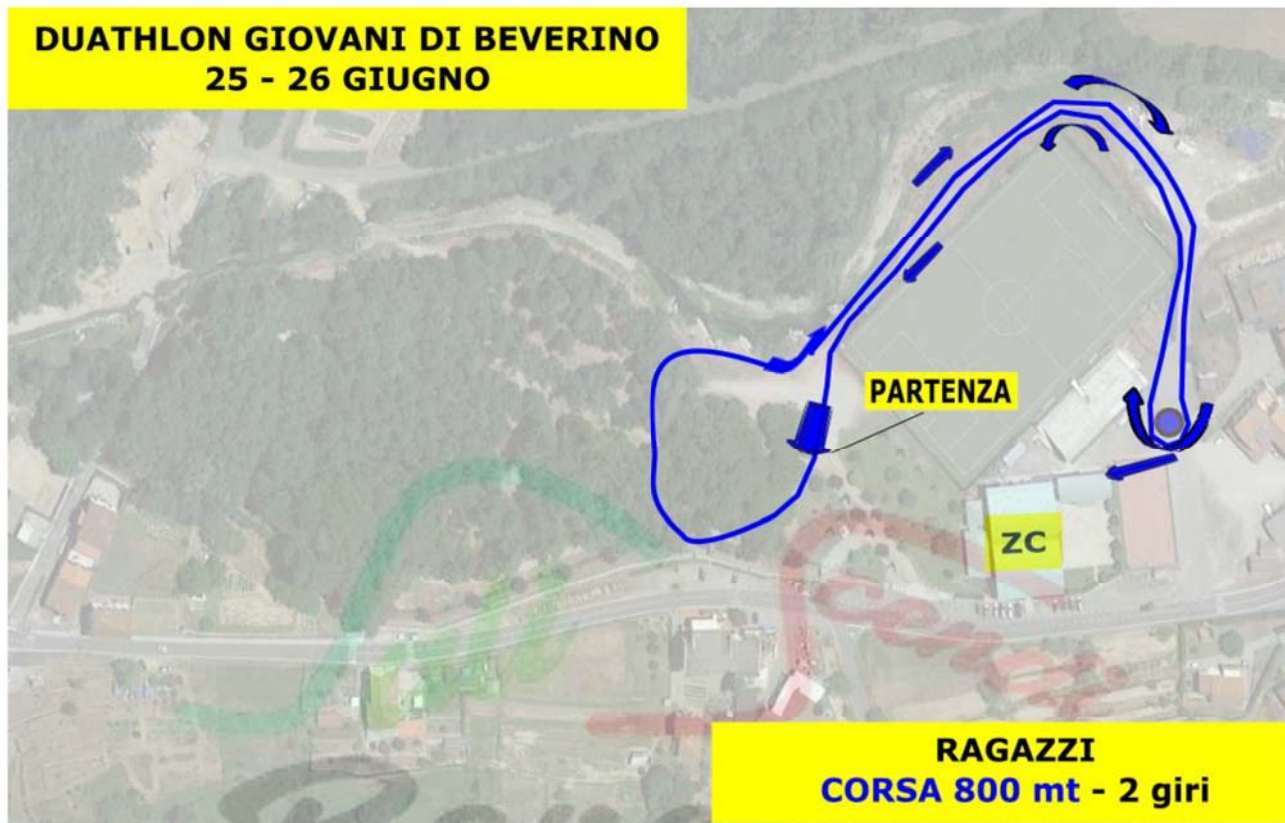 DUATHLON GIOVANI DI BEVERINO
25 - 26 GIUGNO
PARTENZA
ZC
RAGAZZI
CORSA 800 mt - 2 giri